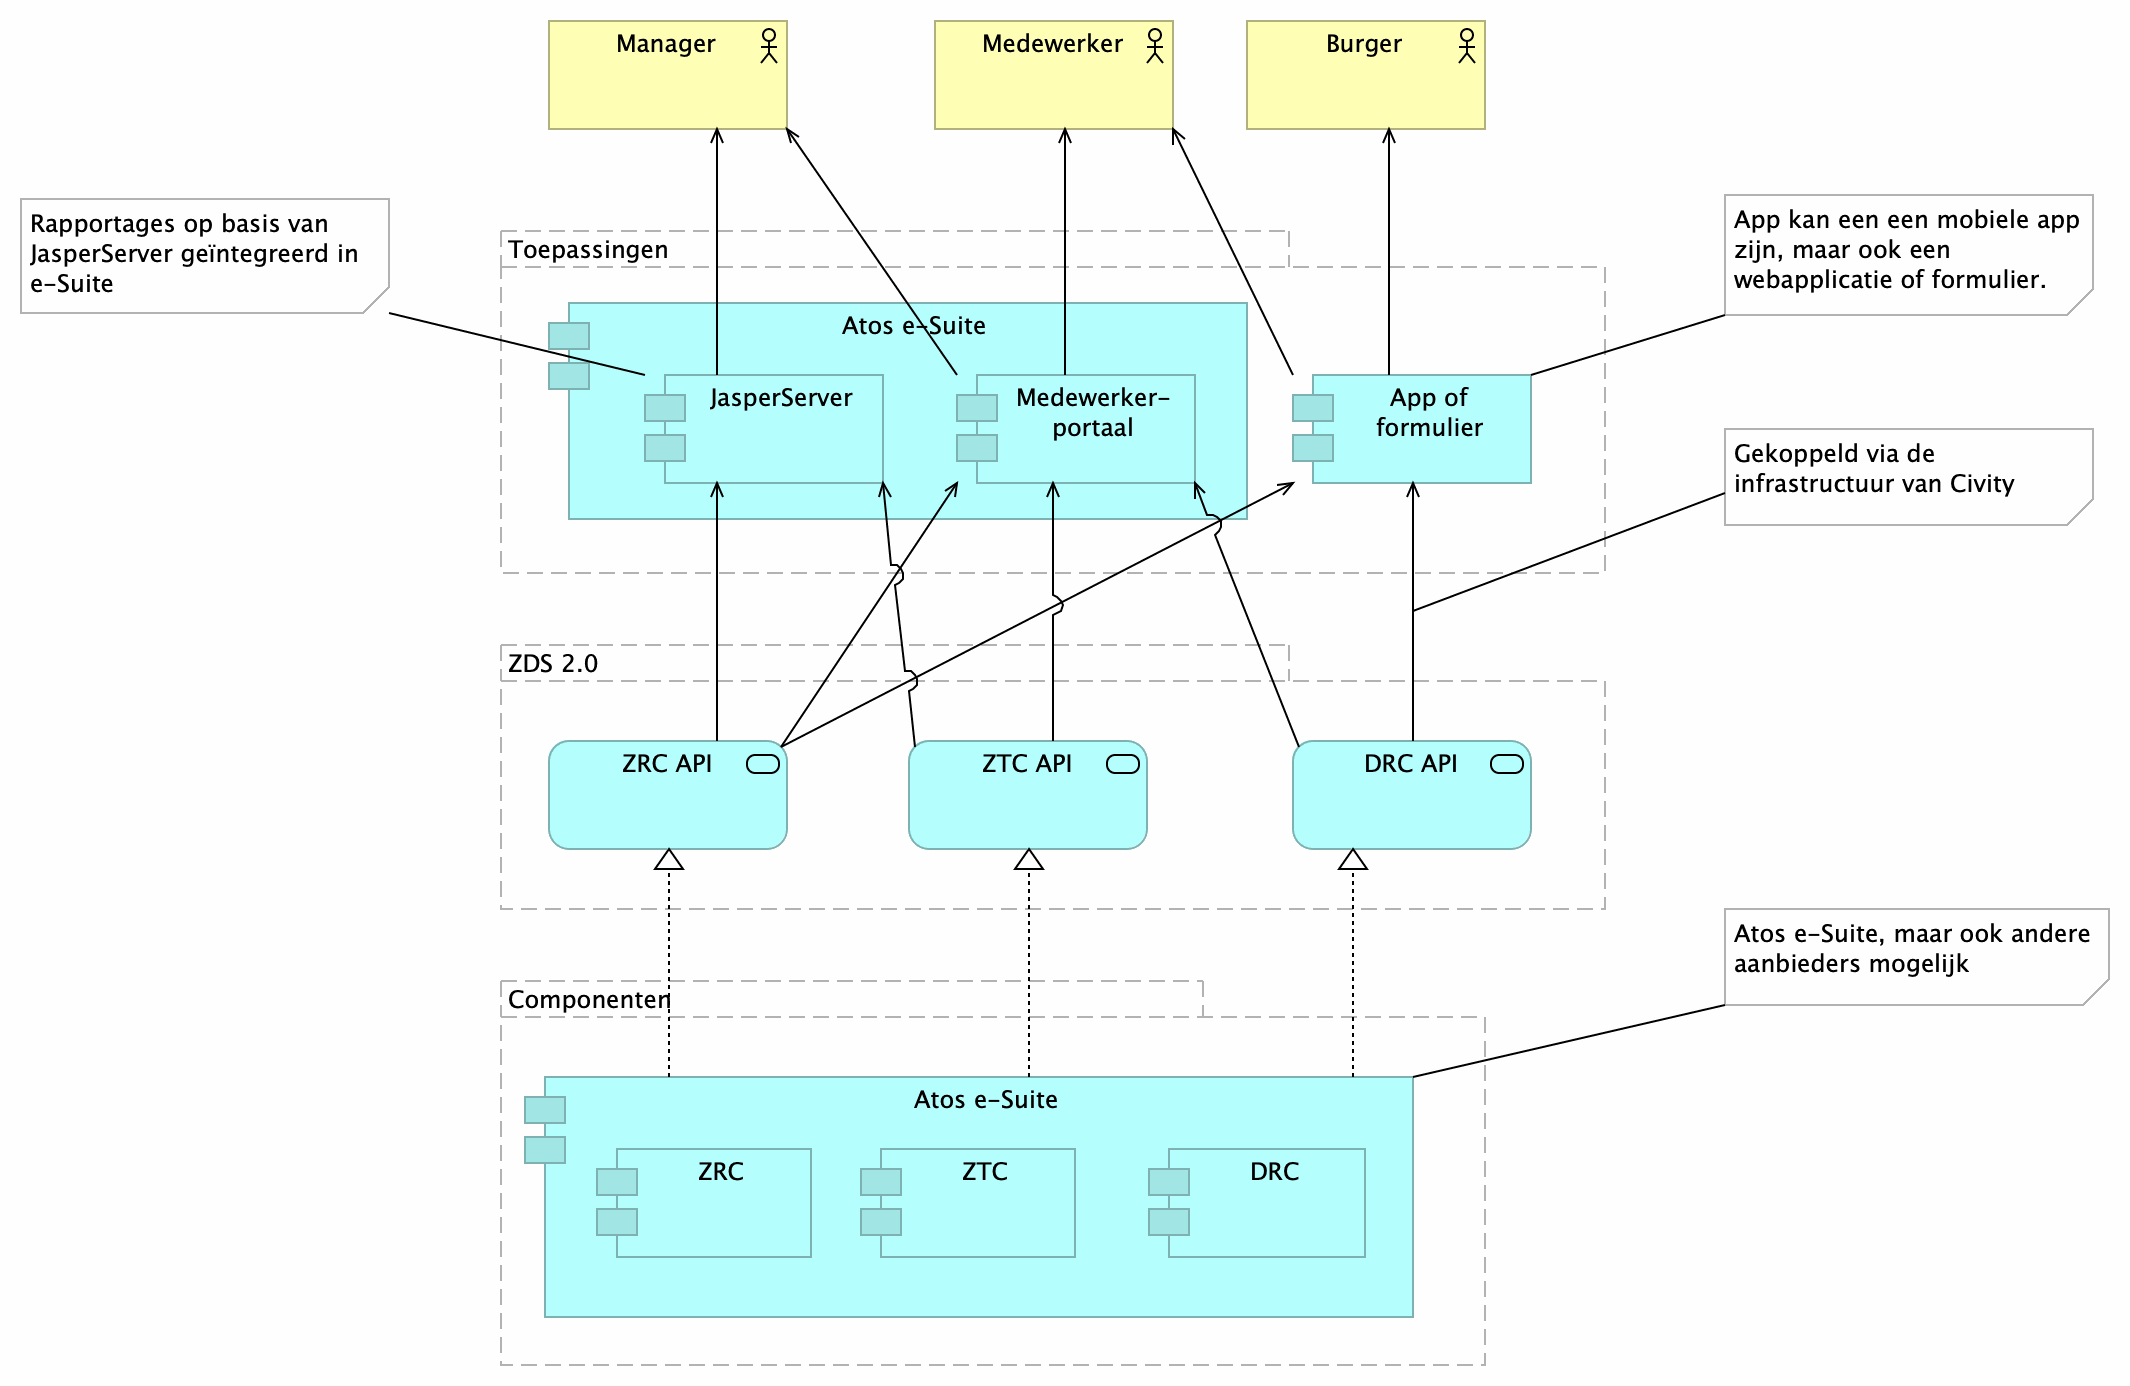 Manager
Medewerker
Burger
Rapportages op basis van
JasperServer geïntegreerd in
e-Suite
App kan een een mobiele app
zijn, maar ook een
webapplicatie of formulier.
Toepassingen
Atos e-Suite
JasperServer
Medewerker-
portaal
App of
formulier
Gekoppeld via de
infrastructuur van Civity
ZDS 2.0
ZRC API
ZTC API
DRC API
Atos e-Suite, maar ook andere
aanbieders mogelijk
Componenten
Atos e-Suite
ZRC
ZTC
DRC